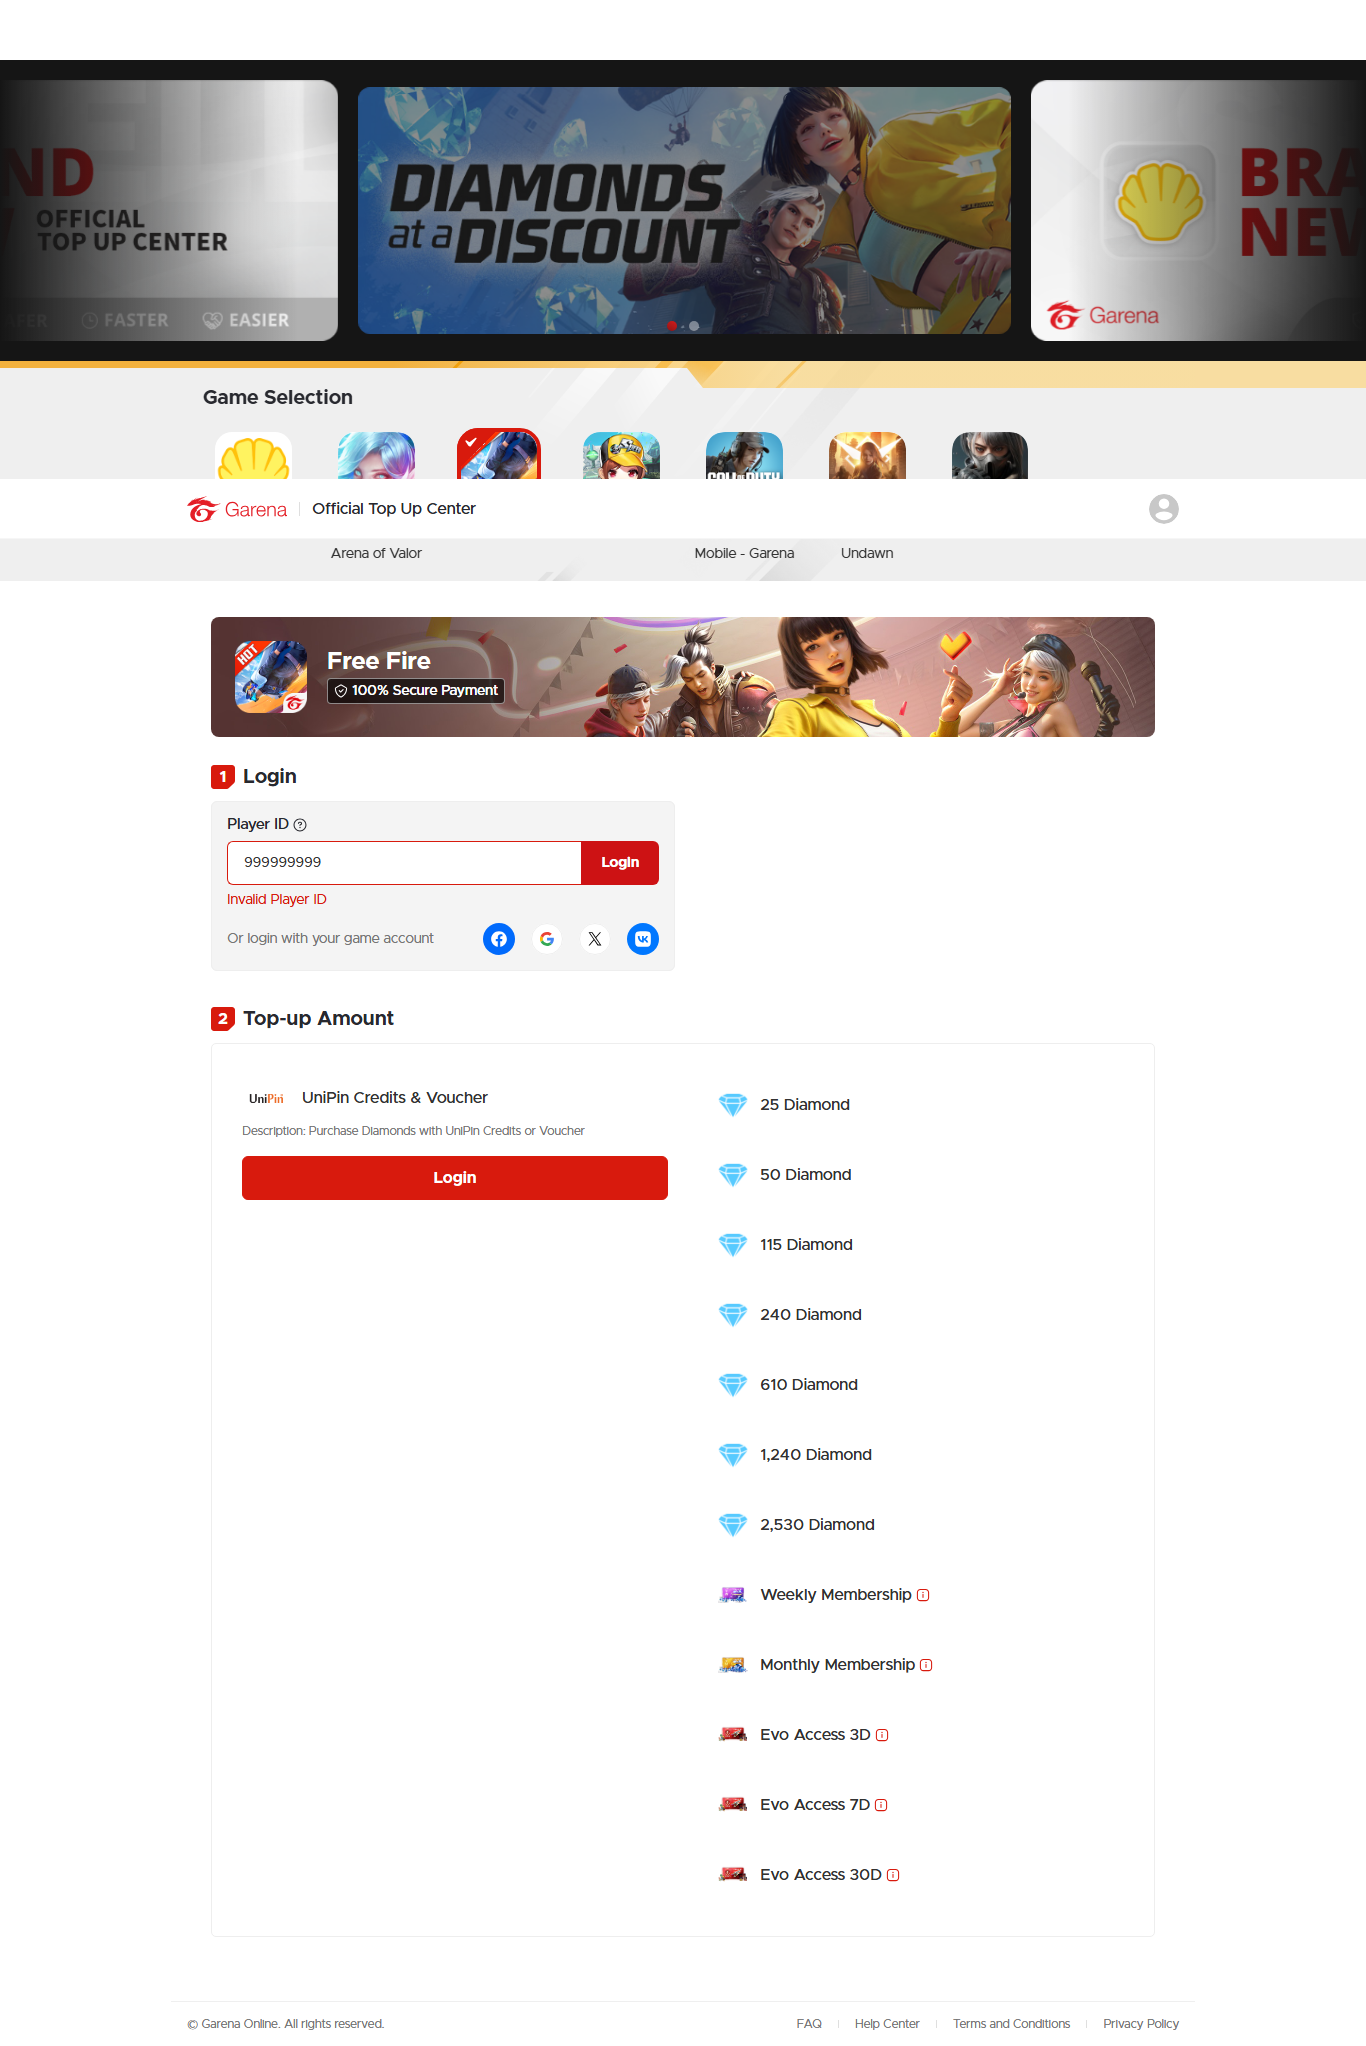 ND
OFFICIAL
TOP UP CENTER
FASTER
EASIER
DIAMONDS
at a DISCOUNT
BRA
NEW
Garena
Game Selection
CALL OF DUTY
Garena
Official Top Up Center
Arena of Valor
Mobile - Garena
Undawn
HOT
Free Fire
100% Secure Payment
1 Login
Player ID ?
999999999
Login
Invalid Player ID
Or login with your game account
2 Top-up Amount
UniPin
UniPin Credits & Voucher
Description: Purchase Diamonds with UniPin Credits or Voucher
Login
25 Diamond
50 Diamond
115 Diamond
240 Diamond
610 Diamond
1,240 Diamond
2,530 Diamond
Weekly Membership
Monthly Membership
Evo Access 3D
Evo Access 7D
Evo Access 30D
© Garena Online. All rights reserved.
FAQ
Help Center
Terms and Conditions
Privacy Policy